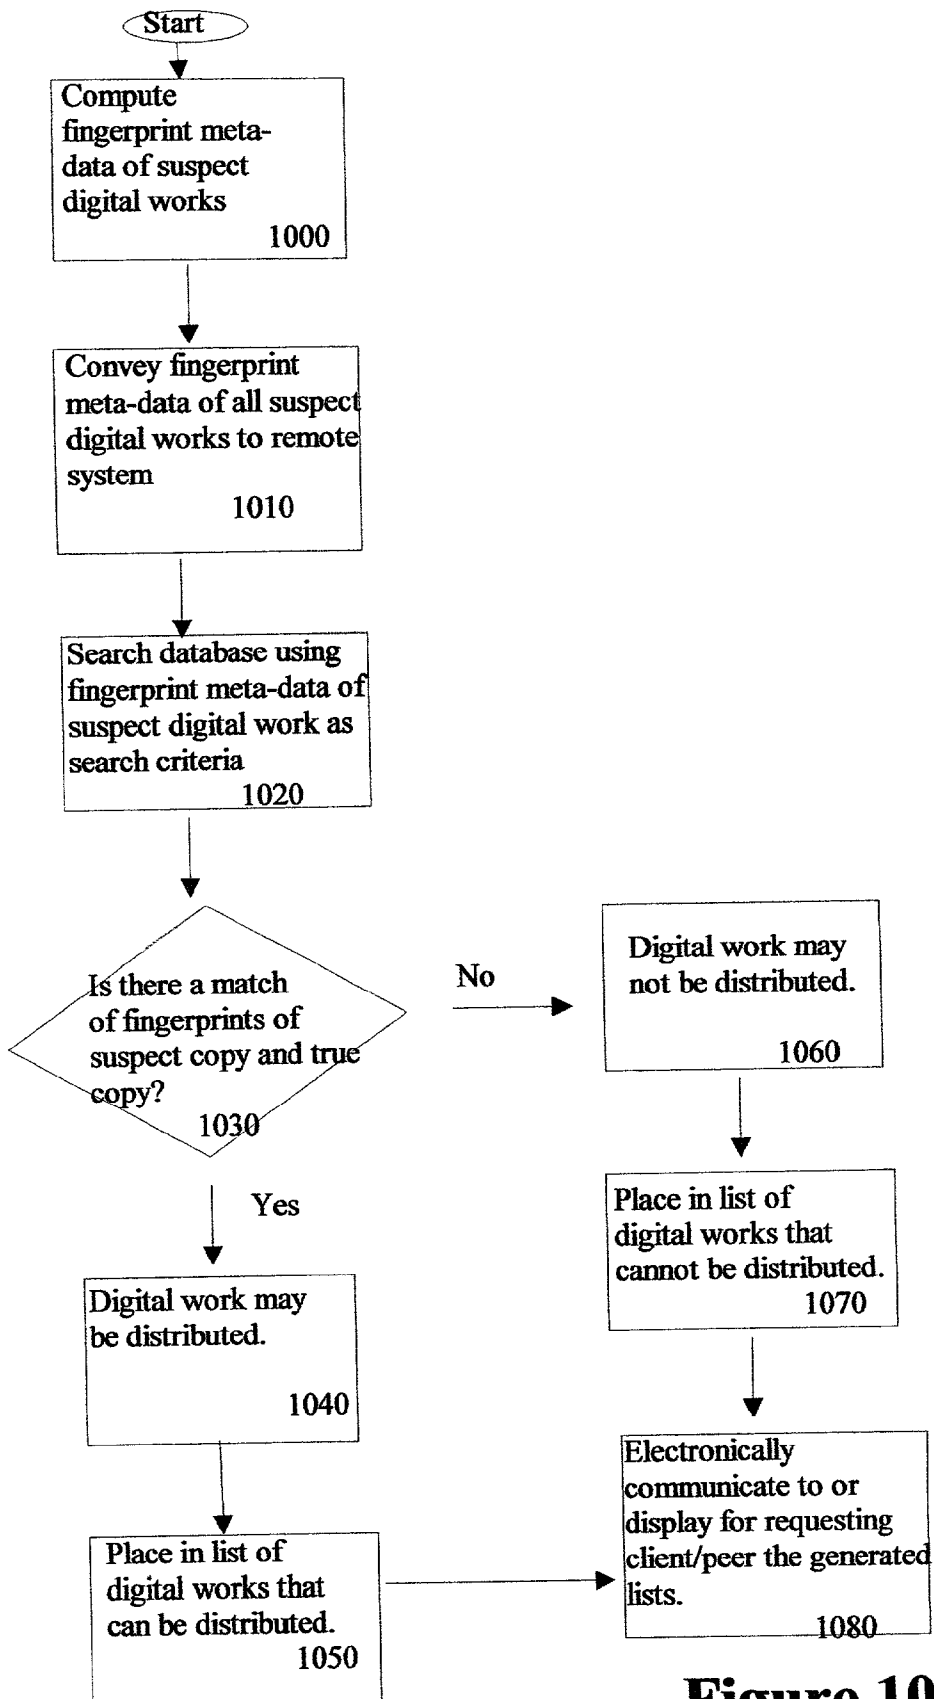 Start
Compute
fingerprint meta-
data of suspect
digital works
1000
Convey fingerprint
meta-data of all suspect
digital works to remote
system
1010
Search database using
fingerprint meta-data of
suspect digital work as
search criteria
1020
Is there a match
of fingerprints of
suspect copy and true
copy?
1030
No
Digital work may
not be distributed.
1060
Yes
Place in list of
digital works that
cannot be distributed.
1070
Digital work may
be distributed.
1040
Electronically
communicate to or
display for requesting
client/peer the generated
lists.
1080
Place in list of
digital works that
can be distributed.
1050
Figure 10